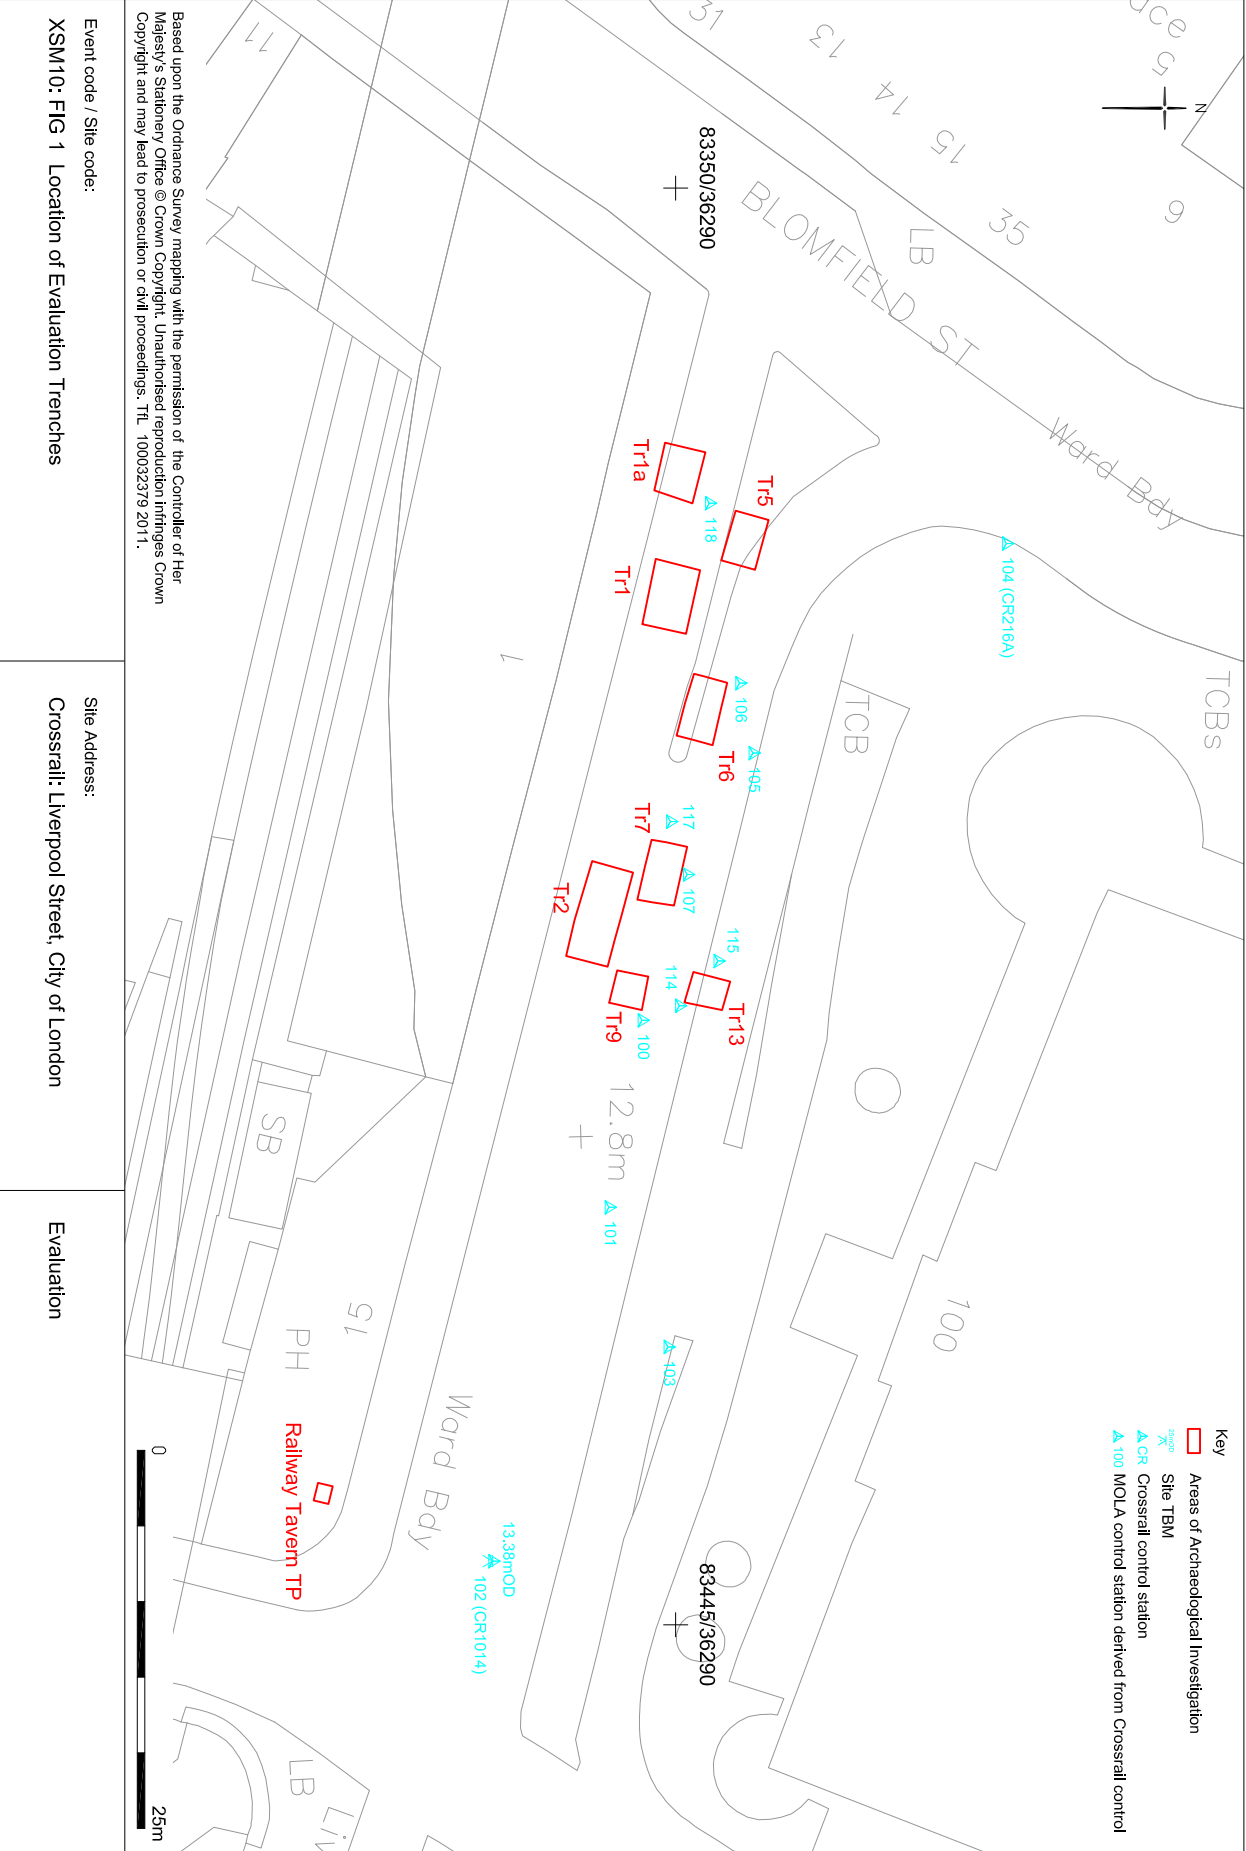 Key
Areas of Archaeological Investigation
Site TBM
CR Crossrail control station
100 MOLA control station derived from Crossrail control
N
5
6
13
14
15
31
35
11
LB
BLOMFIELD ST
Ward Bdy
83350/36290
TCBs
TCB
104 (CR216A)
Tr5
118
Tr1a
Tr1
106
105
Tr6
117
Tr7
107
Tr2
115
114
Tr13
Tr9
100
12.8m
101
103
100
1
SB
51
PH
Ward Bdy
Railway Tavern TP
13.38mOD
102 (CR1014)
83445/36290
LB
0
25m
Based upon the Ordnance Survey mapping with the permission of the Controller of Her
Majesty's Stationery Office © Crown Copyright. Unauthorised reproduction infringes Crown
Copyright and may lead to prosecution or civil proceedings. TfL 100032379 2011.
Event code / Site code:
XSM10: FIG 1 Location of Evaluation Trenches
Site Address:
Crossrail: Liverpool Street, City of London
Evaluation